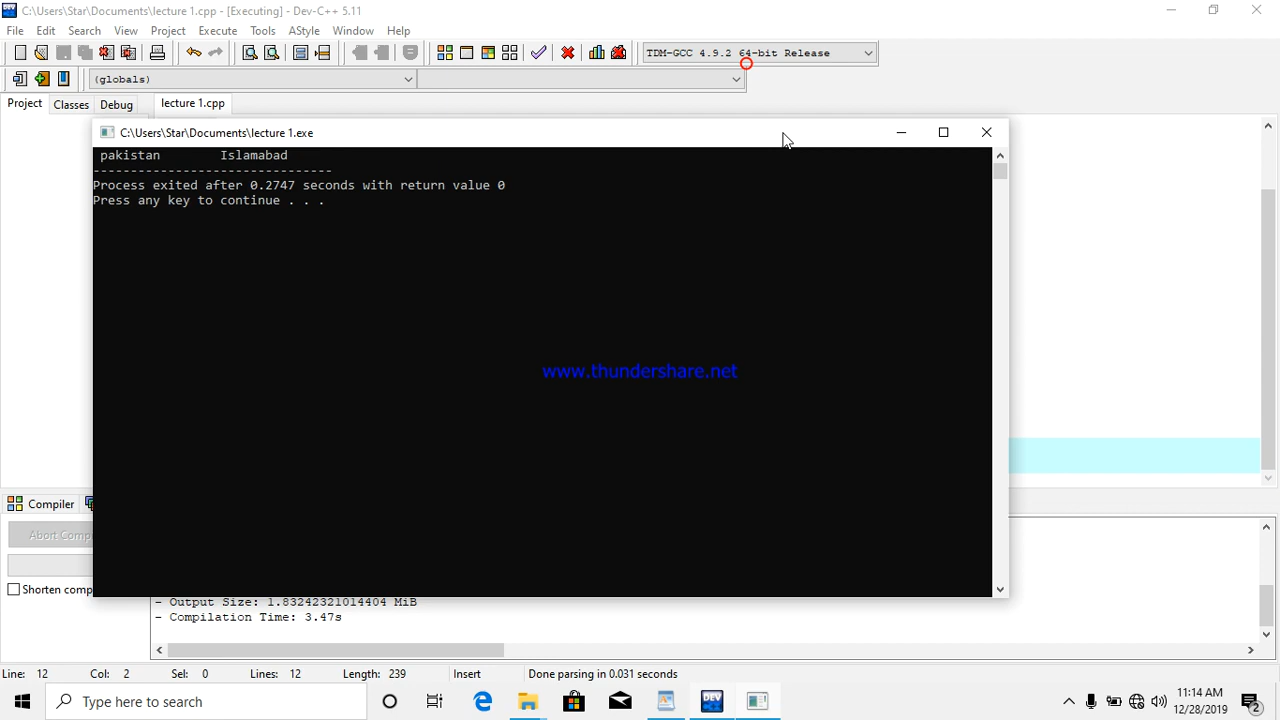 C:\Users\Star\Documents\lecture 1.cpp - [Executing] - Dev-C++ 5.11
File Edit Search View Project Execute Tools AStyle Window Help
TDM-GCC 4.9.2 64-bit Release
(globals)
Project Classes Debug lecture 1.cpp
C:\Users\Star\Documents\lecture 1.exe
pakistan Islamabad
--------------------------------
Process exited after 0.2747 seconds with return value 0
Press any key to continue . . .
www.thundershare.net
Compiler
Abort Comp
Shorten comp
- Output Size: 1.83242321014404 MiB
- Compilation Time: 3.47s
Line: 12 Col: 2 Sel: 0 Lines: 12 Length: 239 Insert Done parsing in 0.031 seconds
Type here to search
DEV
11:14 AM
12/28/2019
2